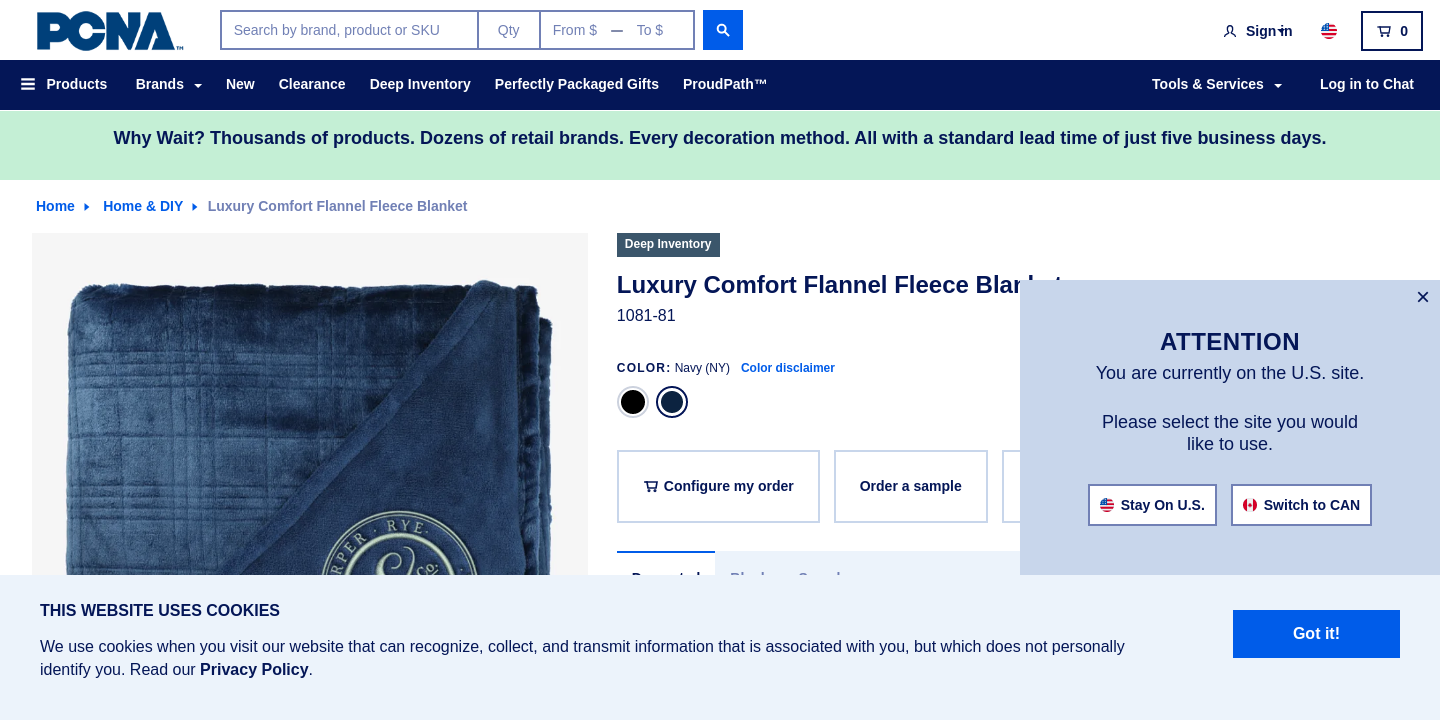 PCNA™
Search by brand, product or SKU
Qty
From $ — To $
Sign in
0
Products
Brands
New
Clearance
Deep Inventory
Perfectly Packaged Gifts
ProudPath™
Tools & Services
Log in to Chat
Why Wait? Thousands of products. Dozens of retail brands. Every decoration method. All with a standard lead time of just five business days.
Home
Home & DIY
Luxury Comfort Flannel Fleece Blanket
Deep Inventory
Luxury Comfort Flannel Fleece Blanket
1081-81
COLOR: Navy (NY) Color disclaimer
Configure my order
Order a sample
RYE
Co.
×
ATTENTION
You are currently on the U.S. site.
Please select the site you would
like to use.
Stay On U.S.
Switch to CAN
THIS WEBSITE USES COOKIES
We use cookies when you visit our website that can recognize, collect, and transmit information that is associated with you, but which does not personally
identify you. Read our Privacy Policy.
Got it!